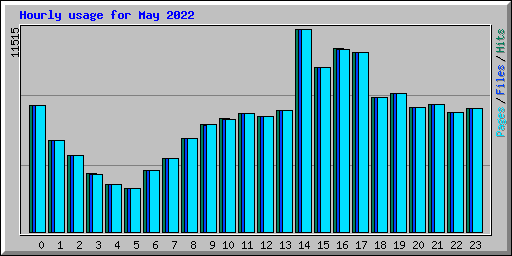 Hourly usage for May 2022
11515
Pages/Files/Hits
0 1 2 3 4 5 6 7 8 9 10 11 12 13 14 15 16 17 18 19 20 21 22 23